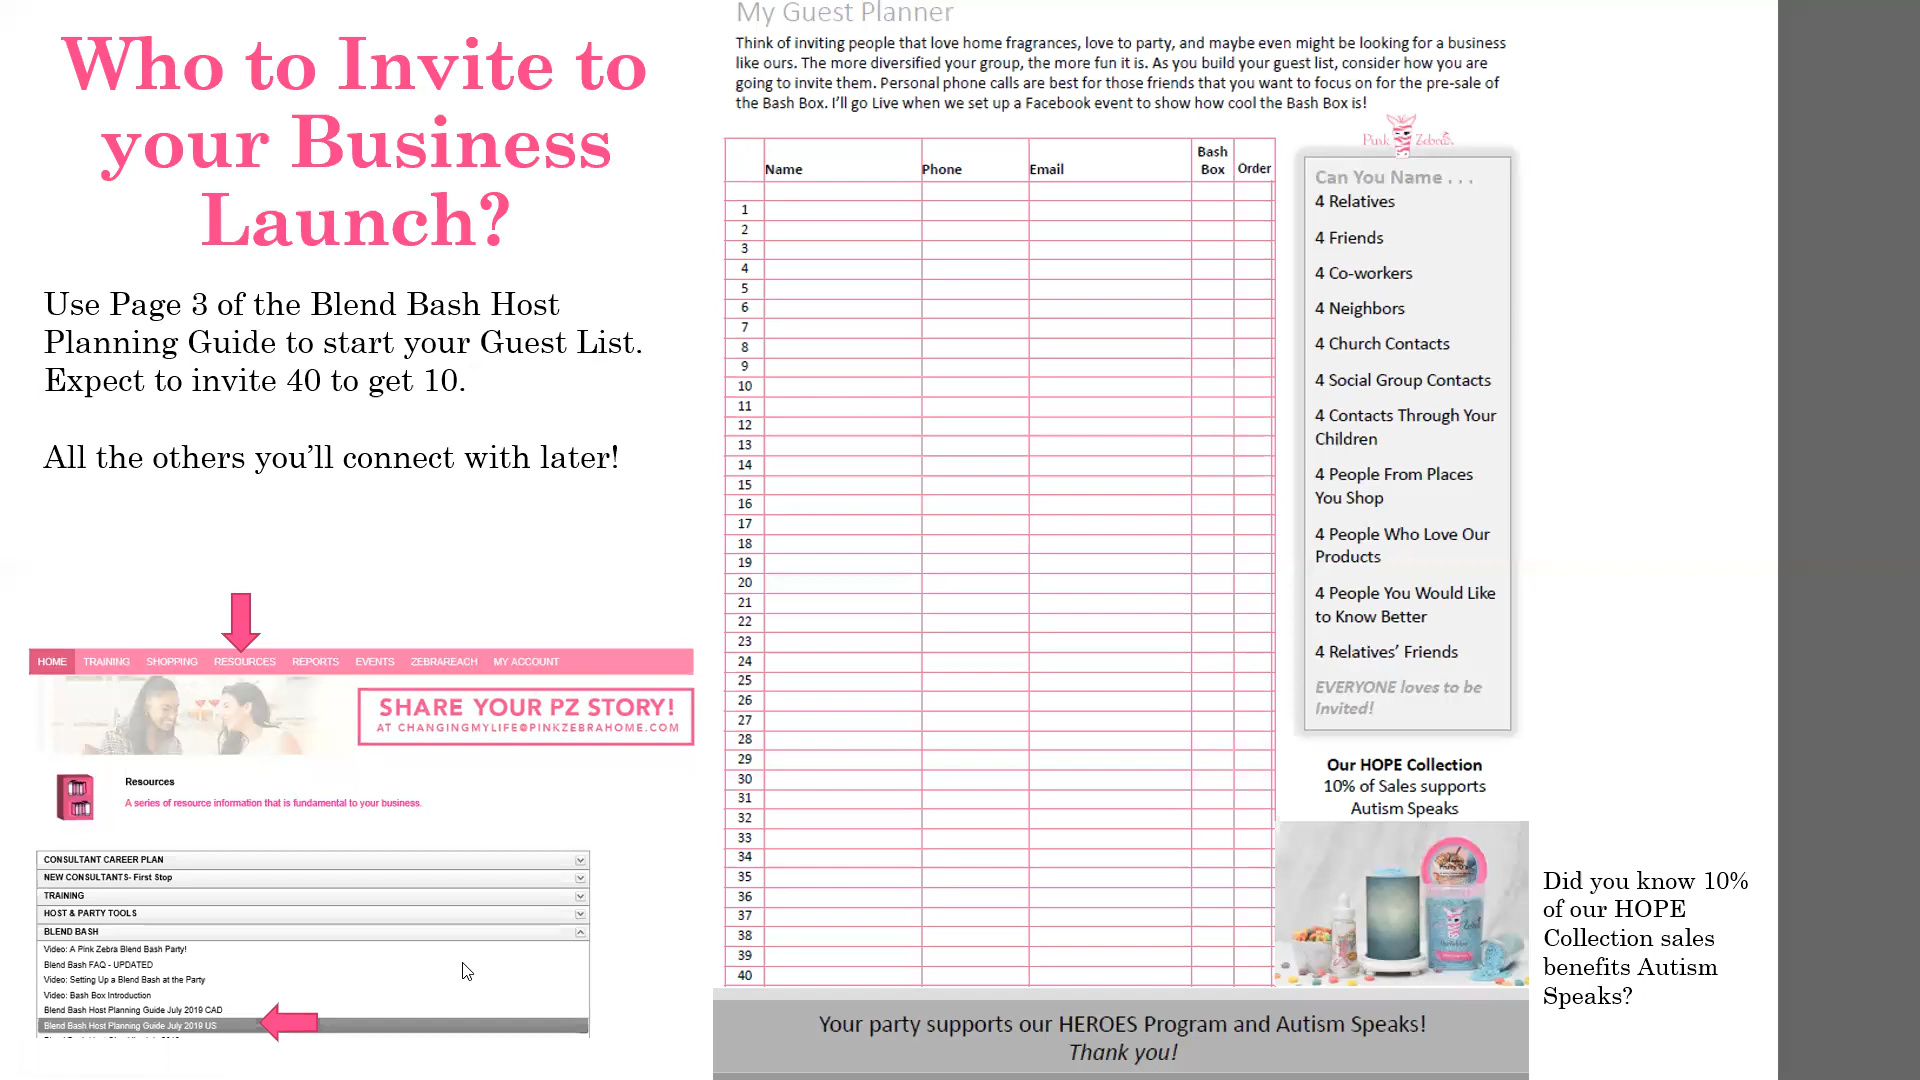 Who to Invite to
your Business
Launch?
Use Page 3 of the Blend Bash Host
Planning Guide to start your Guest List.
Expect to invite 40 to get 10.
All the others you’ll connect with later!
HOME TRAINING SHOPPING RESOURCES REPORTS EVENTS ZEBRAREACH MY ACCOUNT
SHARE YOUR PZ STORY!
AT CHANGINGMYLIFE@PINKZEBRAHOME.COM
Resources
A series of resource information that is fundamental to your business.
CONSULTANT CAREER PLAN
NEW CONSULTANTS- First Stop
TRAINING
HOST & PARTY TOOLS
BLEND BASH
Video: A Pink Zebra Blend Bash Party!
Blend Bash FAQ - UPDATED
Video: Setting Up a Blend Bash at the Party
Video: Bash Box Introduction
Blend Bash Host Planning Guide July 2019 CAD
Blend Bash Host Planning Guide July 2019 US
My Guest Planner
Think of inviting people that love home fragrances, love to party, and maybe even might be looking for a business
like ours. The more diversified your group, the more fun it is. As you build your guest list, consider how you are
going to invite them. Personal phone calls are best for those friends that you want to focus on for the pre-sale of
the Bash Box. I’ll go Live when we set up a Facebook event to show how cool the Bash Box is!
Name Phone Email Bash Box Order
1
2
3
4
5
6
7
8
9
10
11
12
13
14
15
16
17
18
19
20
21
22
23
24
25
26
27
28
29
30
31
32
33
34
35
36
37
38
39
40
Pink Zebra
Can You Name . . .
4 Relatives
4 Friends
4 Co-workers
4 Neighbors
4 Church Contacts
4 Social Group Contacts
4 Contacts Through Your
Children
4 People From Places
You Shop
4 People Who Love Our
Products
4 People You Would Like
to Know Better
4 Relatives’ Friends
EVERYONE loves to be
Invited!
Our HOPE Collection
10% of Sales supports
Autism Speaks
Your party supports our HEROES Program and Autism Speaks!
Thank you!
Did you know 10%
of our HOPE
Collection sales
benefits Autism
Speaks?